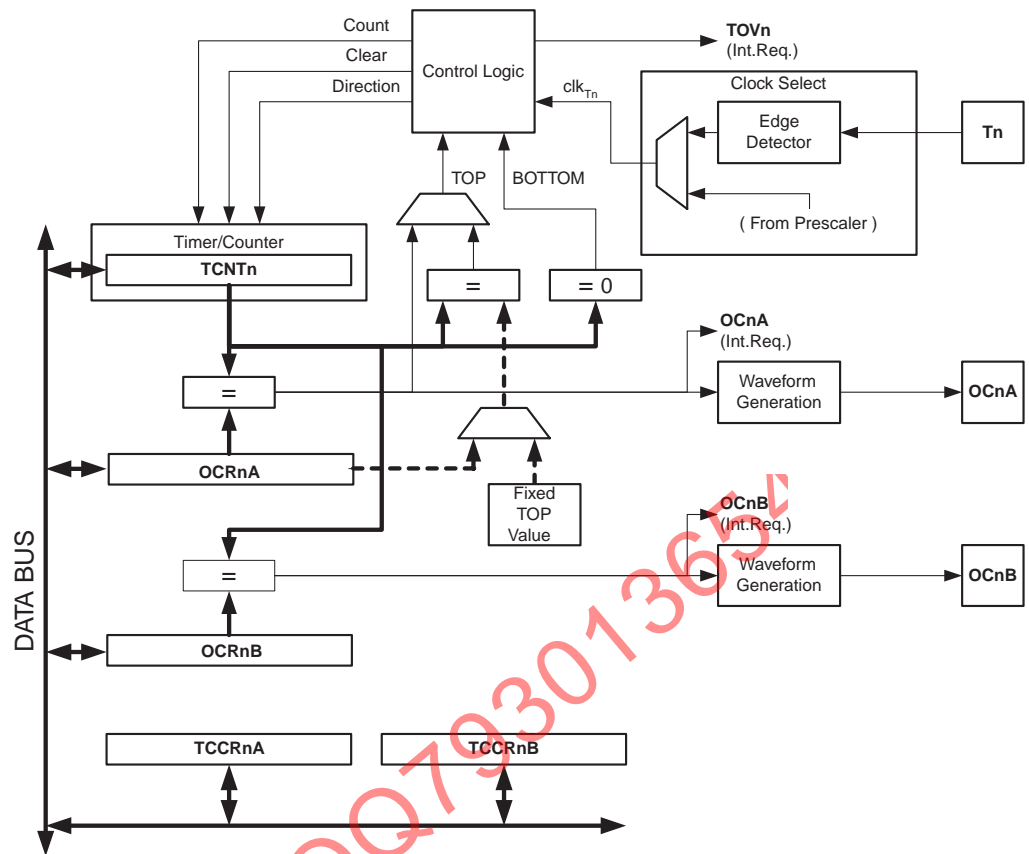 Count
Clear
Direction
Control Logic
TOVn
(Int.Req.)
clkTn
Clock Select
Edge
Detector
Tn
( From Prescaler )
TOP
BOTTOM
Timer/Counter
TCNTn
=
= 0
OCnA
(Int.Req.)
=
Waveform
Generation
OCnA
OCRnA
Fixed
TOP
Value
OCnB
(Int.Req.)
=
Waveform
Generation
OCnB
OCRnB
DATA BUS
TCCRnA
TCCRnB